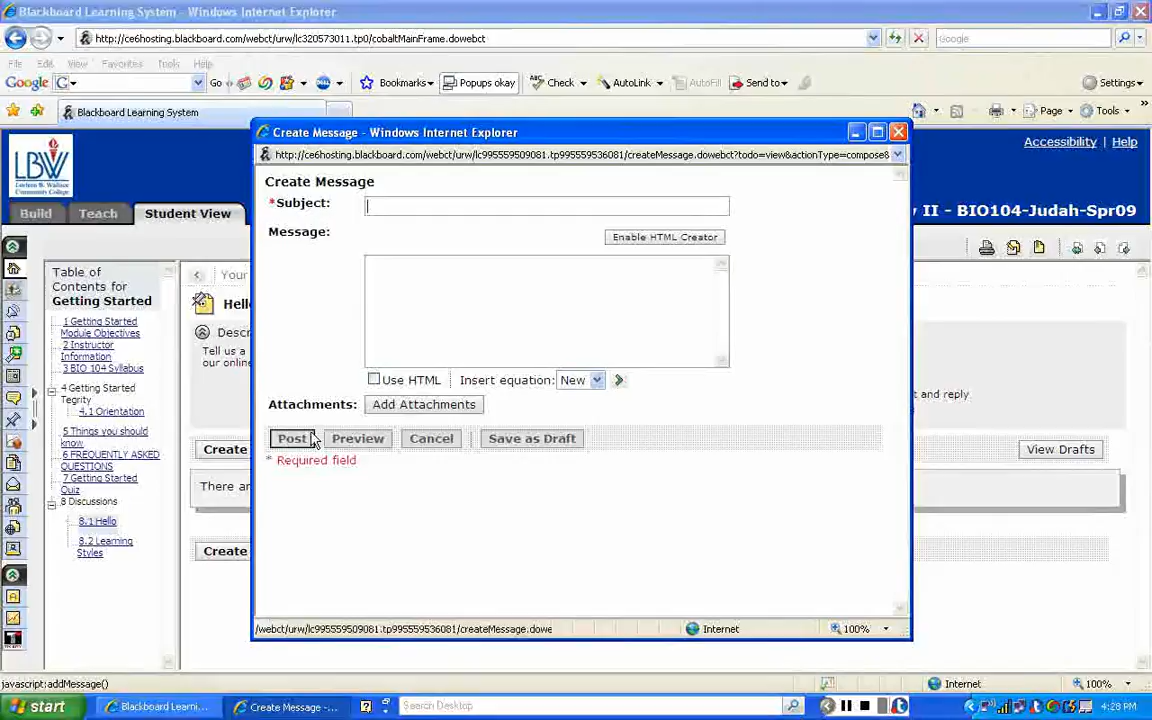 Blackboard Learning System - Windows Internet Explorer
http://ce6hosting.blackboard.com/webct/urw/lc320573011.tp0/cobaltMainFrame.dowebct
Google
File Edit View Favorites Tools Help
Google
Go
Bookmarks
Popups okay
Check
AutoLink
AutoFill
Send to
Settings
Blackboard Learning System
Page
Tools
LBW
Accessibility | Help
Build
Teach
Student View
II - BIO104-Judah-Spr09
Table of
Contents for
Getting Started
1 Getting Started
Module Objectives
2 Instructor
Information
3 BIO 104 Syllabus
4 Getting Started
Tegrity
4.1 Orientation
5 Things you should
know
6 FREQUENTLY ASKED
QUESTIONS
7 Getting Started
Quiz
8 Discussions
8.1 Hello
8.2 Learning
Styles
Your
Hello
Descr
Tell us a
our online
nt and reply
Create
View Drafts
There ar
Create
Create Message - Windows Internet Explorer
http://ce6hosting.blackboard.com/webct/urw/lc995559509081.tp995559536081/createMessage.dowebct?todo=view&actionType=compose&
Create Message
*Subject:
Message:
Enable HTML Creator
Use HTML
Insert equation:
New
Attachments:
Add Attachments
Post
Preview
Cancel
Save as Draft
* Required field
/webct/urw/lc995559509081.tp995559536081/createMessage.dowe
Internet
100%
javascript:addMessage()
Internet
100%
start
Blackboard Learni...
Create Message - ...
Search Desktop
4:28 PM